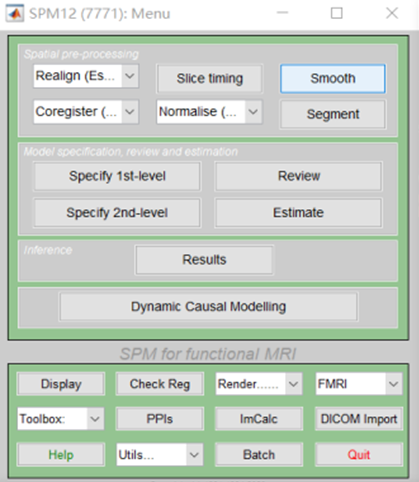 SPM12 (7771): Menu
Spatial pre-processing
Realign (Es... Slice timing Smooth
Coregister (... Normalise (... Segment
Model specification, review and estimation
Specify 1st-level Review
Specify 2nd-level Estimate
Inference
Results
Dynamic Causal Modelling
SPM for functional MRI
Display Check Reg Render...... FMRI
Toolbox: PPIs ImCalc DICOM Import
Help Utils... Batch Quit